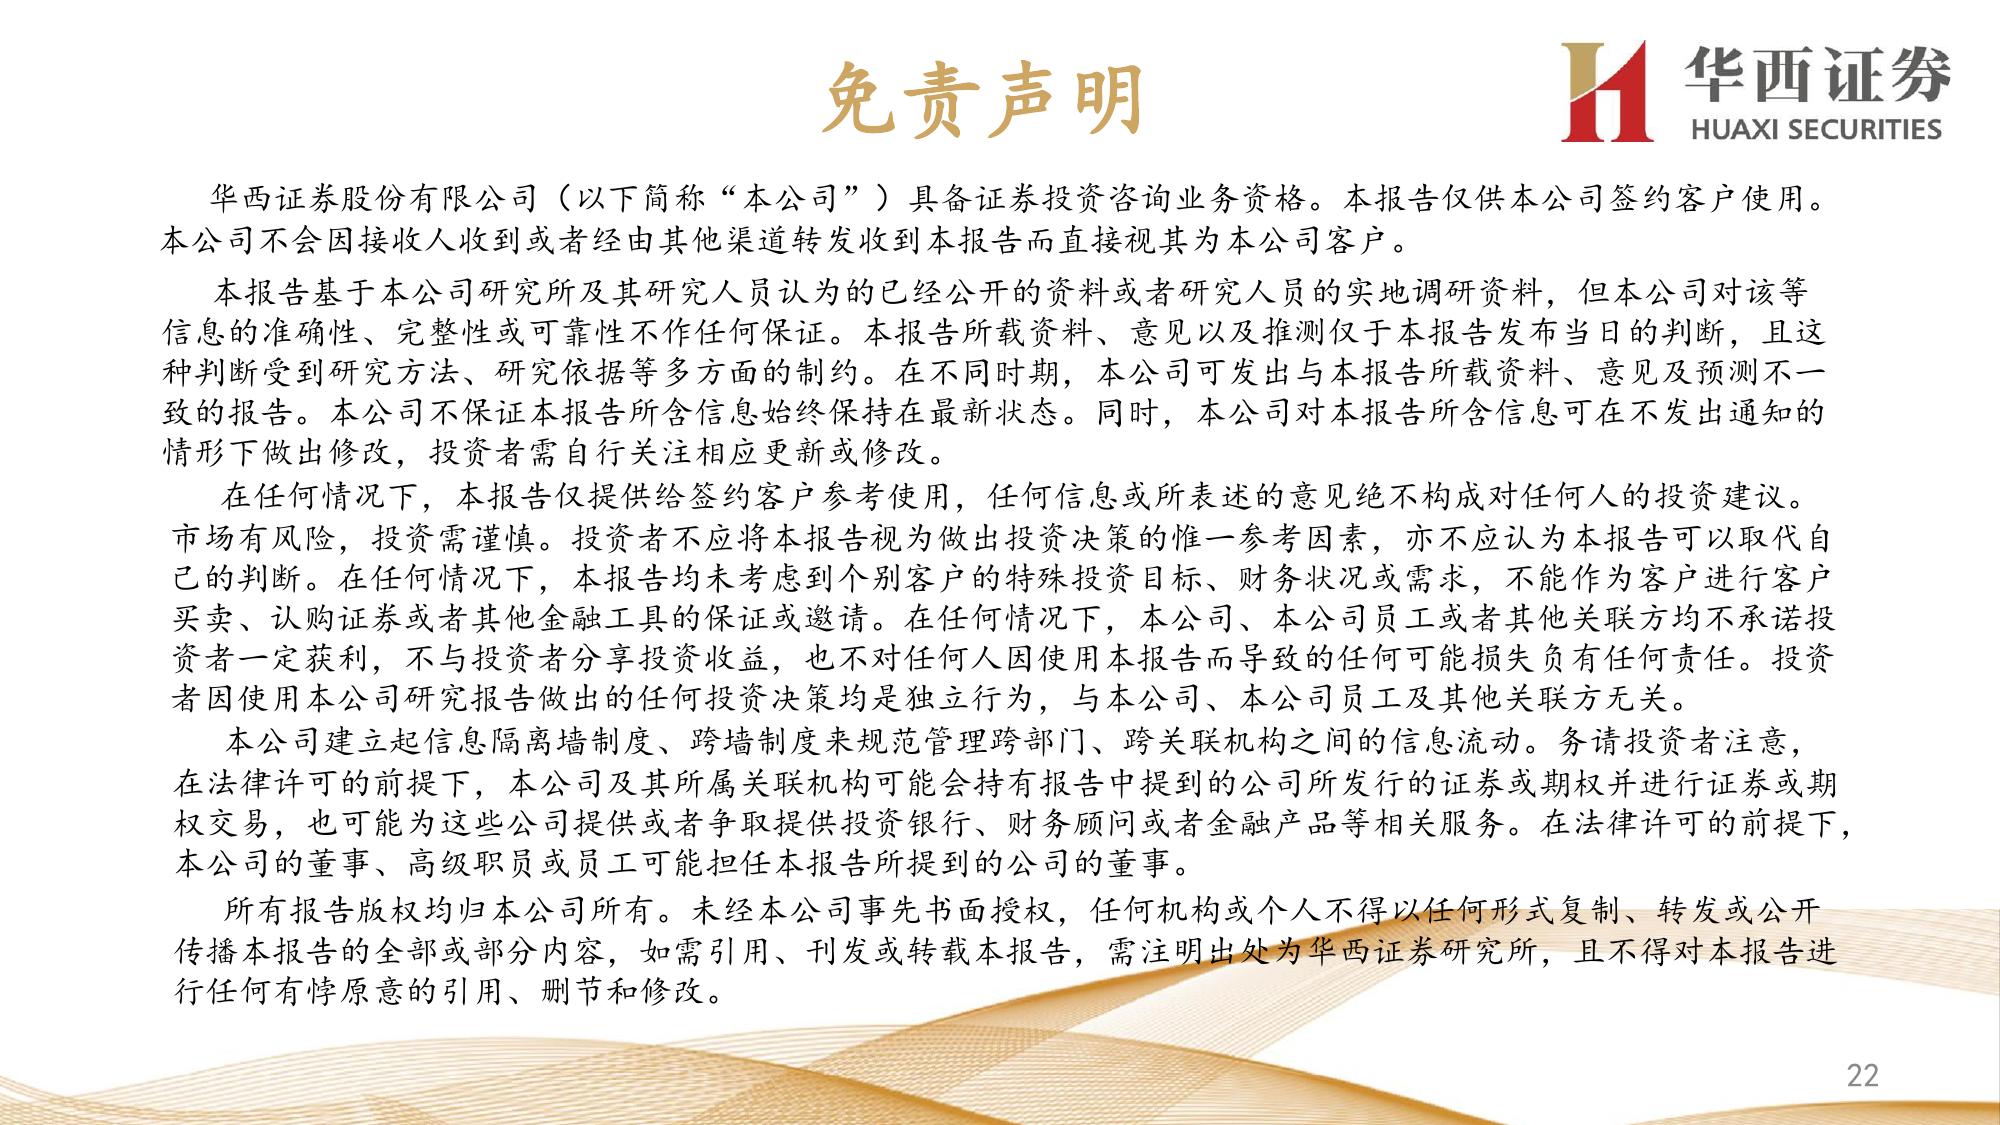 免责声明
华西证券
HUAXI SECURITIES
华西证券股份有限公司（以下简称“本公司”）具备证券投资咨询业务资格。本报告仅供本公司签约客户使用。
本公司不会因接收人收到或者经由其他渠道转发收到本报告而直接视其为本公司客户。
本报告基于本公司研究所及其研究人员认为的已经公开的资料或者研究人员的实地调研资料，但本公司对该等
信息的准确性、完整性或可靠性不作任何保证。本报告所载资料、意见以及推测仅于本报告发布当日的判断，且这
种判断受到研究方法、研究依据等多方面的制约。在不同时期，本公司可发出与本报告所载资料、意见及预测不一
致的报告。本公司不保证本报告所含信息始终保持在最新状态。同时，本公司对本报告所含信息可在不发出通知的
情形下做出修改，投资者需自行关注相应更新或修改。
在任何情况下，本报告仅提供给签约客户参考使用，任何信息或所表述的意见绝不构成对任何人的投资建议。
市场有风险，投资需谨慎。投资者不应将本报告视为做出投资决策的惟一参考因素，亦不应认为本报告可以取代自
己的判断。在任何情况下，本报告均未考虑到个别客户的特殊投资目标、财务状况或需求，不能作为客户进行客户
买卖、认购证券或者其他金融工具的保证或邀请。在任何情况下，本公司、本公司员工或者其他关联方均不承诺投
资者一定获利，不与投资者分享投资收益，也不对任何人因使用本报告而导致的任何可能损失负有任何责任。投资
者因使用本公司研究报告做出的任何投资决策均是独立行为，与本公司、本公司员工及其他关联方无关。
本公司建立起信息隔离墙制度、跨墙制度来规范管理跨部门、跨关联机构之间的信息流动。务请投资者注意，
在法律许可的前提下，本公司及其所属关联机构可能会持有报告中提到的公司所发行的证券或期权并进行证券或期
权交易，也可能为这些公司提供或者争取提供投资银行、财务顾问或者金融产品等相关服务。在法律许可的前提下，
本公司的董事、高级职员或员工可能担任本报告所提到的公司的董事。
所有报告版权均归本公司所有。未经本公司事先书面授权，任何机构或个人不得以任何形式复制、转发或公开
传播本报告的全部或部分内容，如需引用、刊发或转载本报告，需注明出处为华西证券研究所，且不得对本报告进
行任何有悖原意的引用、删节和修改。
22